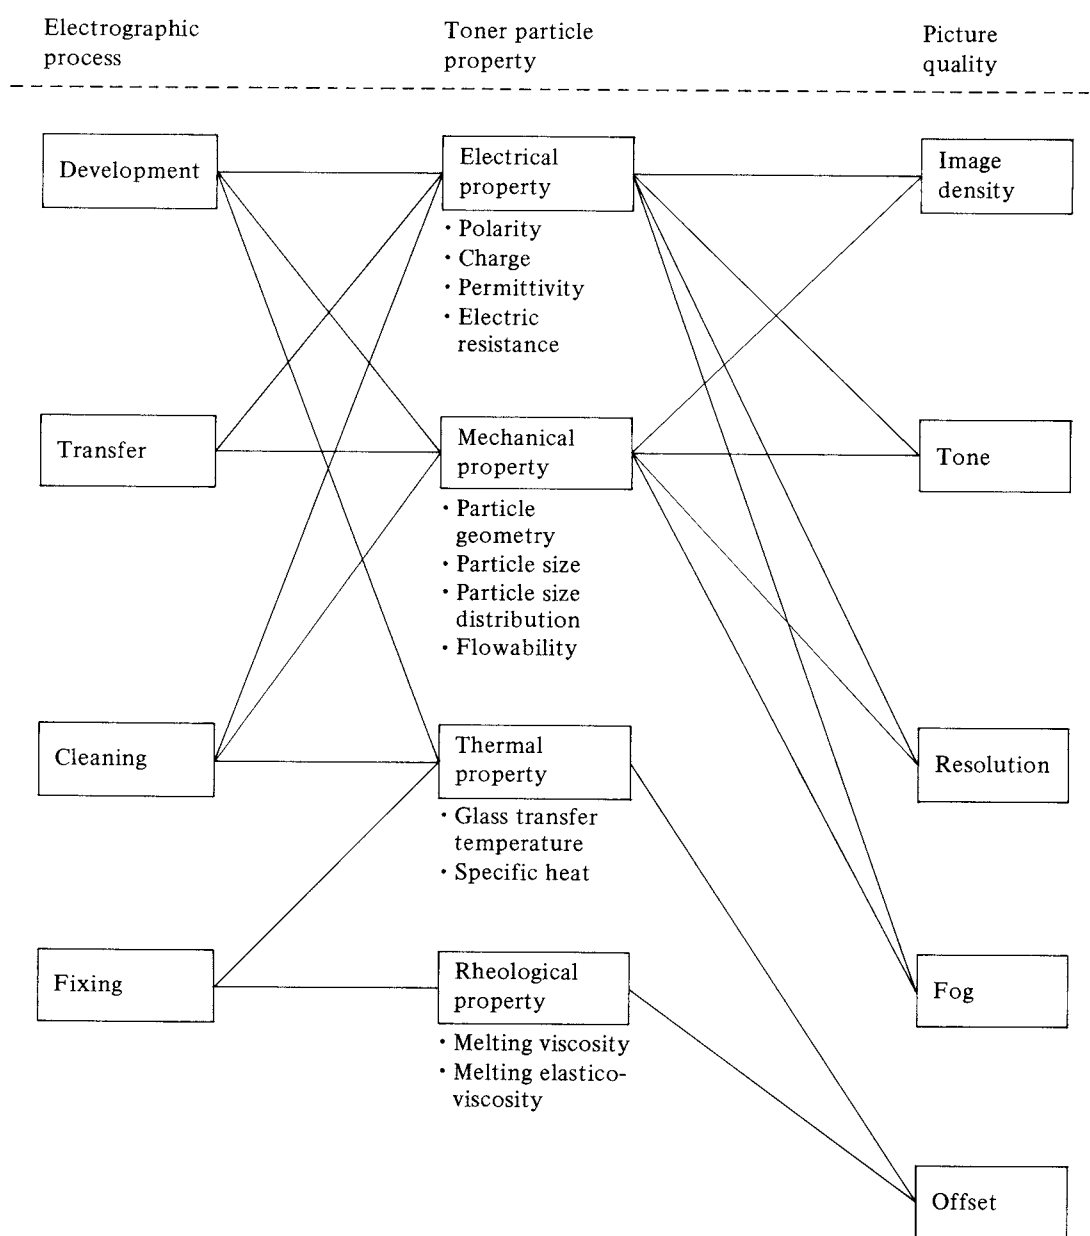 Electrographic
process
Toner particle
property
Picture
quality
Development
Electrical
property
· Polarity
· Charge
· Permittivity
· Electric
resistance
Image
density
Transfer
Mechanical
property
· Particle
geometry
· Particle size
· Particle size
distribution
· Flowability
Tone
Cleaning
Thermal
property
· Glass transfer
temperature
· Specific heat
Resolution
Fixing
Rheological
property
· Melting viscosity
· Melting elastico-
viscosity
Fog
Offset